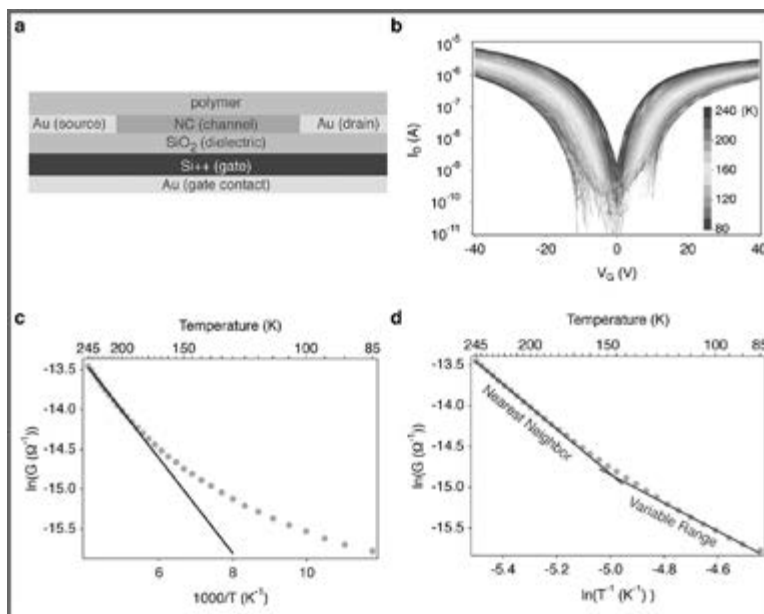 a
polymer
Au (source)
NC (channel)
Au (drain)
SiO2 (dielectric)
Si++ (gate)
Au (gate contact)
b
10-5
10-6
10-7
10-8
10-9
10-10
10-11
ID (A)
240 (K)
200
160
120
80
-40
-20
0
20
40
VG (V)
c
Temperature (K)
245
200
150
100
85
-13.5
-14.0
-14.5
-15.0
-15.5
ln(G (Ω-1))
6
8
10
1000/T (K-1)
d
Temperature (K)
245
200
150
100
85
-13.5
-14.0
-14.5
-15.0
-15.5
ln(G (Ω-1))
Nearest Neighbor
Variable Range
-5.4
-5.2
-5.0
-4.8
-4.6
ln(T-1 (K-1) )